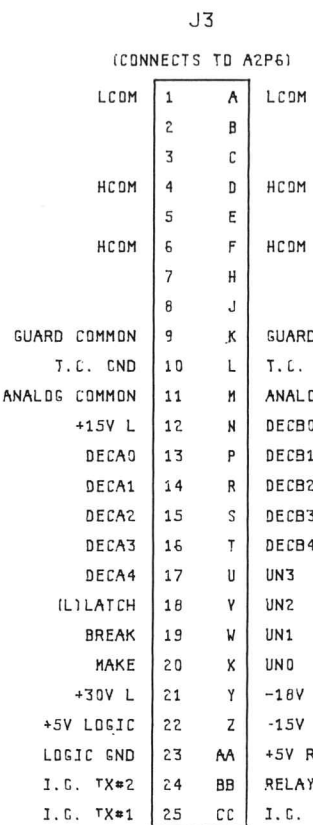 J3
(CONNECTS TO A2P6)
LCOM 1 A LCOM
2 B
3 C
HCOM 4 D HCOM
5 E
HCOM 6 F HCOM
7 H
8 J
GUARD COMMON 9 K GUARD
T.C. GND 10 L T.C.
ANALOG COMMON 11 M ANALO
+15V L 12 N DECB0
DECA0 13 P DECB1
DECA1 14 R DECB2
DECA2 15 S DECB3
DECA3 16 T DECB4
DECA4 17 U UN3
(L)LATCH 18 V UN2
BREAK 19 W UN1
MAKE 20 X UN0
+30V L 21 Y -18V
+5V LOGIC 22 Z -15V
LOGIC GND 23 AA +5V R
I.G. TX#2 24 BB RELAY
I.G. TX#1 25 CC I.G.